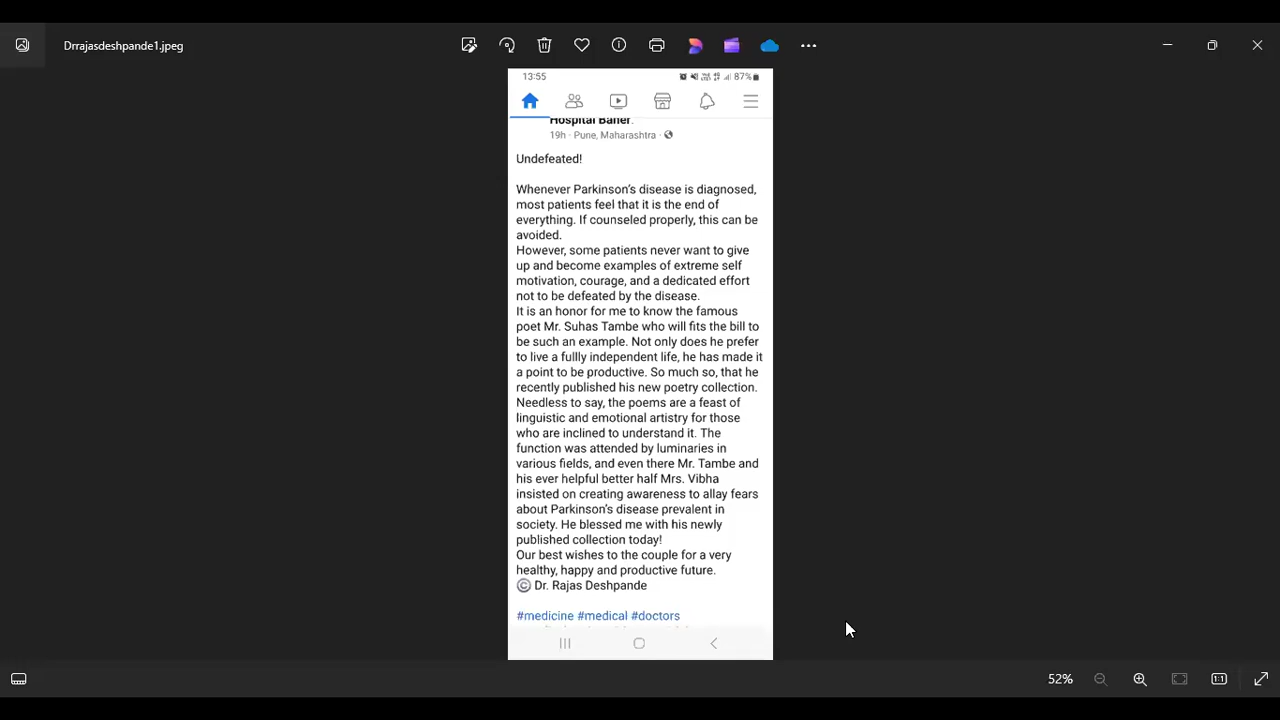 Drrajasdeshpande1.jpeg
13:55
87%
Hospital Baner.
19h · Pune, Maharashtra ·
Undefeated!
Whenever Parkinson's disease is diagnosed,
most patients feel that it is the end of
everything. If counseled properly, this can be
avoided.
However, some patients never want to give
up and become examples of extreme self
motivation, courage, and a dedicated effort
not to be defeated by the disease.
It is an honor for me to know the famous
poet Mr. Suhas Tambe who will fits the bill to
be such an example. Not only does he prefer
to live a fullly independent life, he has made it
a point to be productive. So much so, that he
recently published his new poetry collection.
Needless to say, the poems are a feast of
linguistic and emotional artistry for those
who are inclined to understand it. The
function was attended by luminaries in
various fields, and even there Mr. Tambe and
his ever helpful better half Mrs. Vibha
insisted on creating awareness to allay fears
about Parkinson's disease prevalent in
society. He blessed me with his newly
published collection today!
Our best wishes to the couple for a very
healthy, happy and productive future.
© Dr. Rajas Deshpande
#medicine #medical #doctors
52%
1:1